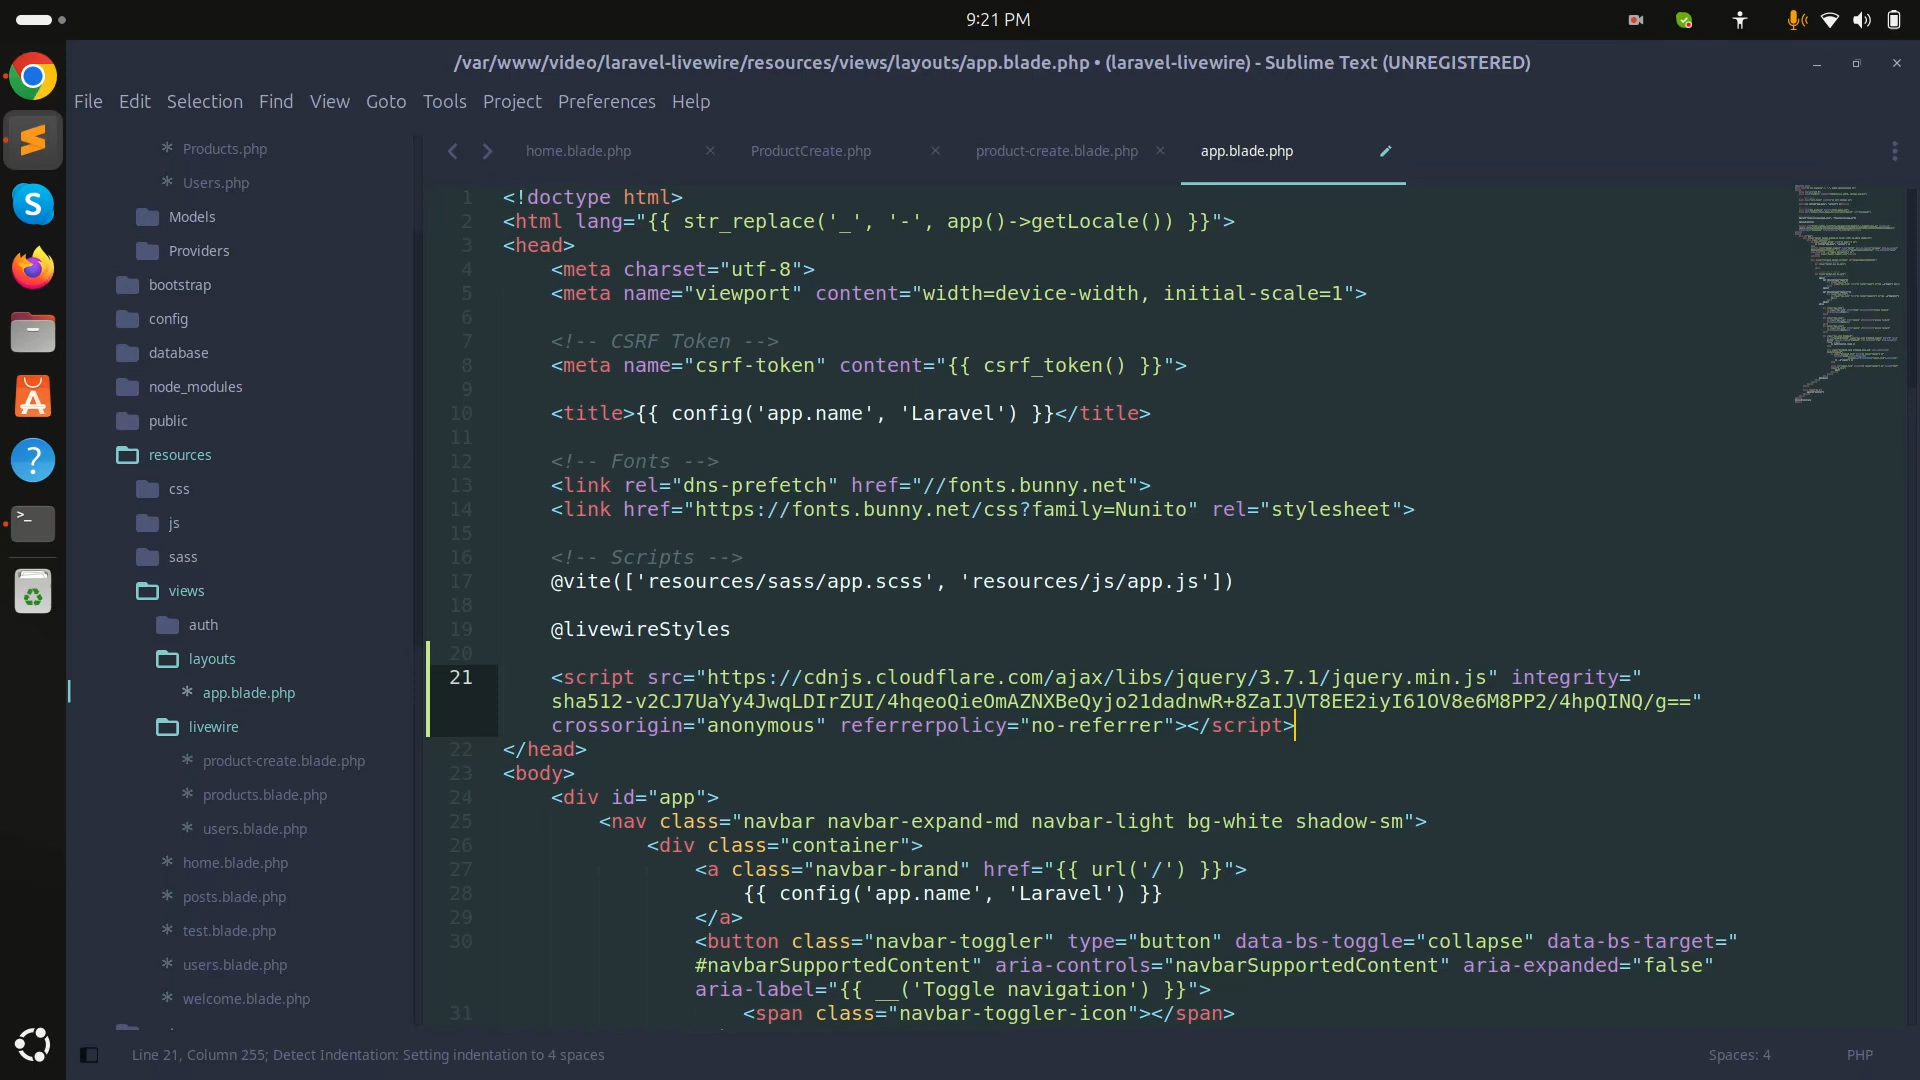 9:21 PM
/var/www/video/laravel-livewire/resources/views/layouts/app.blade.php • (laravel-livewire) - Sublime Text (UNREGISTERED)
File Edit Selection Find View Goto Tools Project Preferences Help
Products.php
Users.php
Models
Providers
bootstrap
config
database
node_modules
public
resources
css
js
sass
views
auth
layouts
app.blade.php
livewire
product-create.blade.php
products.blade.php
users.blade.php
home.blade.php
posts.blade.php
test.blade.php
users.blade.php
welcome.blade.php
home.blade.php ProductCreate.php product-create.blade.php app.blade.php
1 <!doctype html>
2 <html lang="{{ str_replace('_', '-', app()->getLocale()) }}">
3 <head>
4 <meta charset="utf-8">
5 <meta name="viewport" content="width=device-width, initial-scale=1">
6
7 <!-- CSRF Token -->
8 <meta name="csrf-token" content="{{ csrf_token() }}">
9
10 <title>{{ config('app.name', 'Laravel') }}</title>
11
12 <!-- Fonts -->
13 <link rel="dns-prefetch" href="//fonts.bunny.net">
14 <link href="https://fonts.bunny.net/css?family=Nunito" rel="stylesheet">
15
16 <!-- Scripts -->
17 @vite(['resources/sass/app.scss', 'resources/js/app.js'])
18
19 @livewireStyles
20
21 <script src="https://cdnjs.cloudflare.com/ajax/libs/jquery/3.7.1/jquery.min.js" integrity="
sha512-v2CJ7UaYy4JwqLDIrZUI/4hqeoQieOmAZNXBeQyjo21dadnwR+8ZaIJVT8EE2iyI61OV8e6M8PP2/4hpQINQ/g=="
crossorigin="anonymous" referrerpolicy="no-referrer"></script>
22 </head>
23 <body>
24 <div id="app">
25 <nav class="navbar navbar-expand-md navbar-light bg-white shadow-sm">
26 <div class="container">
27 <a class="navbar-brand" href="{{ url('/') }}">
28 {{ config('app.name', 'Laravel') }}
29 </a>
30 <button class="navbar-toggler" type="button" data-bs-toggle="collapse" data-bs-target="
#navbarSupportedContent" aria-controls="navbarSupportedContent" aria-expanded="false"
aria-label="{{ __('Toggle navigation') }}">
31 <span class="navbar-toggler-icon"></span>
Line 21, Column 255; Detect Indentation: Setting indentation to 4 spaces
Spaces: 4
PHP